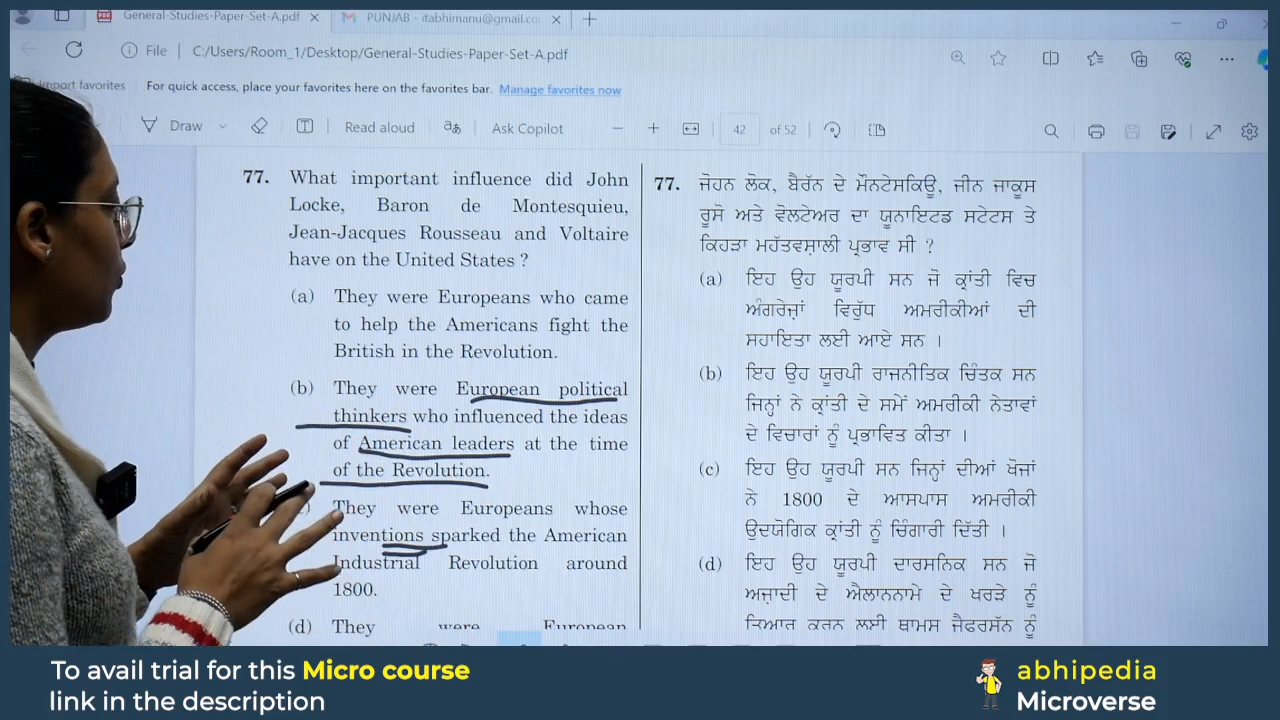 General-Studies-Paper-Set-A.pdf
PUNJAB - itabhimanu@gmail.co
File
C:/Users/Room_1/Desktop/General-Studies-Paper-Set-A.pdf
Import favorites
For quick access, place your favorites here on the favorites bar. Manage favorites now
Draw
Read aloud
Ask Copilot
42
of 52
77. What important influence did John
Locke, Baron de Montesquieu,
Jean-Jacques Rousseau and Voltaire
have on the United States ?
(a) They were Europeans who came
to help the Americans fight the
British in the Revolution.
(b) They were European political
thinkers who influenced the ideas
of American leaders at the time
of the Revolution.
They were Europeans whose
inventions sparked the American
Industrial Revolution around
1800.
(d) They were European
77. ਜੋਹਨ ਲੋਕ, ਬੈਰੱਨ ਦੇ ਮੌਨਟੇਸਕਿਊ, ਜੀਨ ਜਾਕੂਸ
ਰੂਸੋ ਅਤੇ ਵੋਲਟੇਅਰ ਦਾ ਯੂਨਾਇਟਡ ਸਟੇਟਸ ਤੇ
ਕਿਹੜਾ ਮਹੱਤਵਸ਼ਾਲੀ ਪ੍ਰਭਾਵ ਸੀ ?
(a) ਇਹ ਉਹ ਯੂਰਪੀ ਸਨ ਜੋ ਕ੍ਰਾਂਤੀ ਵਿਚ
ਅੰਗਰੇਜ਼ਾਂ ਵਿਰੁੱਧ ਅਮਰੀਕੀਆਂ ਦੀ
ਸਹਾਇਤਾ ਲਈ ਆਏ ਸਨ ।
(b) ਇਹ ਉਹ ਯੂਰਪੀ ਰਾਜਨੀਤਿਕ ਚਿੰਤਕ ਸਨ
ਜਿਨ੍ਹਾਂ ਨੇ ਕ੍ਰਾਂਤੀ ਦੇ ਸਮੇਂ ਅਮਰੀਕੀ ਨੇਤਾਵਾਂ
ਦੇ ਵਿਚਾਰਾਂ ਨੂੰ ਪ੍ਰਭਾਵਿਤ ਕੀਤਾ ।
(c) ਇਹ ਉਹ ਯੂਰਪੀ ਸਨ ਜਿਨ੍ਹਾਂ ਦੀਆਂ ਖੋਜਾਂ
ਨੇ 1800 ਦੇ ਆਸਪਾਸ ਅਮਰੀਕੀ
ਉਦਯੋਗਿਕ ਕ੍ਰਾਂਤੀ ਨੂੰ ਚਿੰਗਾਰੀ ਦਿੱਤੀ ।
(d) ਇਹ ਉਹ ਯੂਰਪੀ ਦਾਰਸਨਿਕ ਸਨ ਜੋ
ਅਜ਼ਾਦੀ ਦੇ ਐਲਾਨਨਾਮੇ ਦੇ ਖਰੜੇ ਨੂੰ
ਤਿਆਰ ਕਰਨ ਲਈ ਥਾਮਸ ਜੈਫਰਸੱਨ ਨੂੰ
To avail trial for this Micro course
link in the description
abhipedia
Microverse